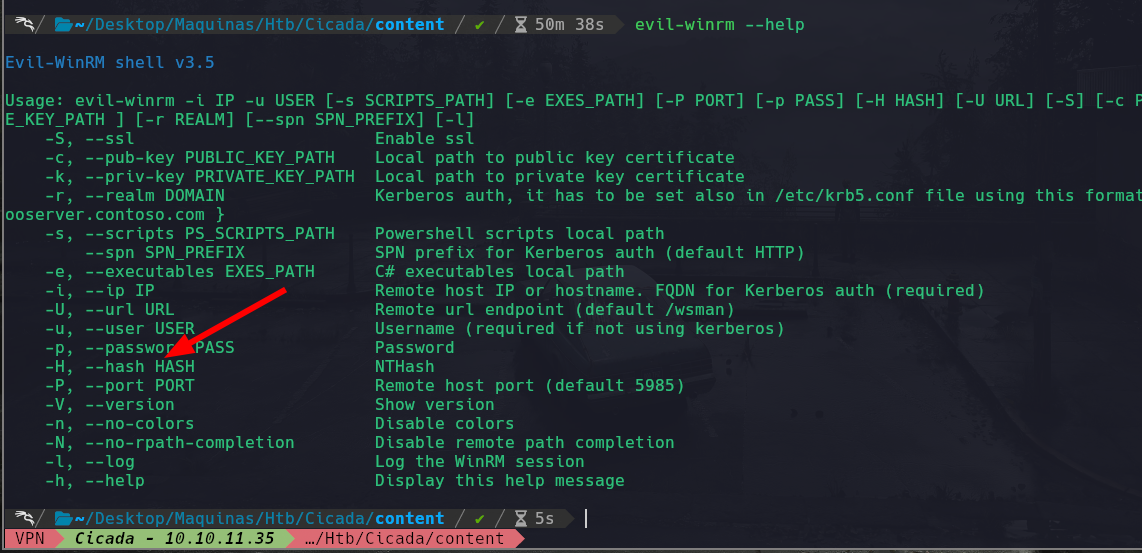 ~/Desktop/Maquinas/Htb/Cicada/content / ✔ / 50m 38s evil-winrm --help
Evil-WinRM shell v3.5
Usage: evil-winrm -i IP -u USER [-s SCRIPTS_PATH] [-e EXES_PATH] [-P PORT] [-p PASS] [-H HASH] [-U URL] [-S] [-c P
E_KEY_PATH ] [-r REALM] [--spn SPN_PREFIX] [-l]
-S, --ssl Enable ssl
-c, --pub-key PUBLIC_KEY_PATH Local path to public key certificate
-k, --priv-key PRIVATE_KEY_PATH Local path to private key certificate
-r, --realm DOMAIN Kerberos auth, it has to be set also in /etc/krb5.conf file using this format
ooserver.contoso.com }
-s, --scripts PS_SCRIPTS_PATH Powershell scripts local path
--spn SPN_PREFIX SPN prefix for Kerberos auth (default HTTP)
-e, --executables EXES_PATH C# executables local path
-i, --ip IP Remote host IP or hostname. FQDN for Kerberos auth (required)
-U, --url URL Remote url endpoint (default /wsman)
-u, --user USER Username (required if not using kerberos)
-p, --password PASS Password
-H, --hash HASH NTHash
-P, --port PORT Remote host port (default 5985)
-V, --version Show version
-n, --no-colors Disable colors
-N, --no-rpath-completion Disable remote path completion
-l, --log Log the WinRM session
-h, --help Display this help message
~/Desktop/Maquinas/Htb/Cicada/content / ✔ / 5s
VPN Cicada - 10.10.11.35 …/Htb/Cicada/content